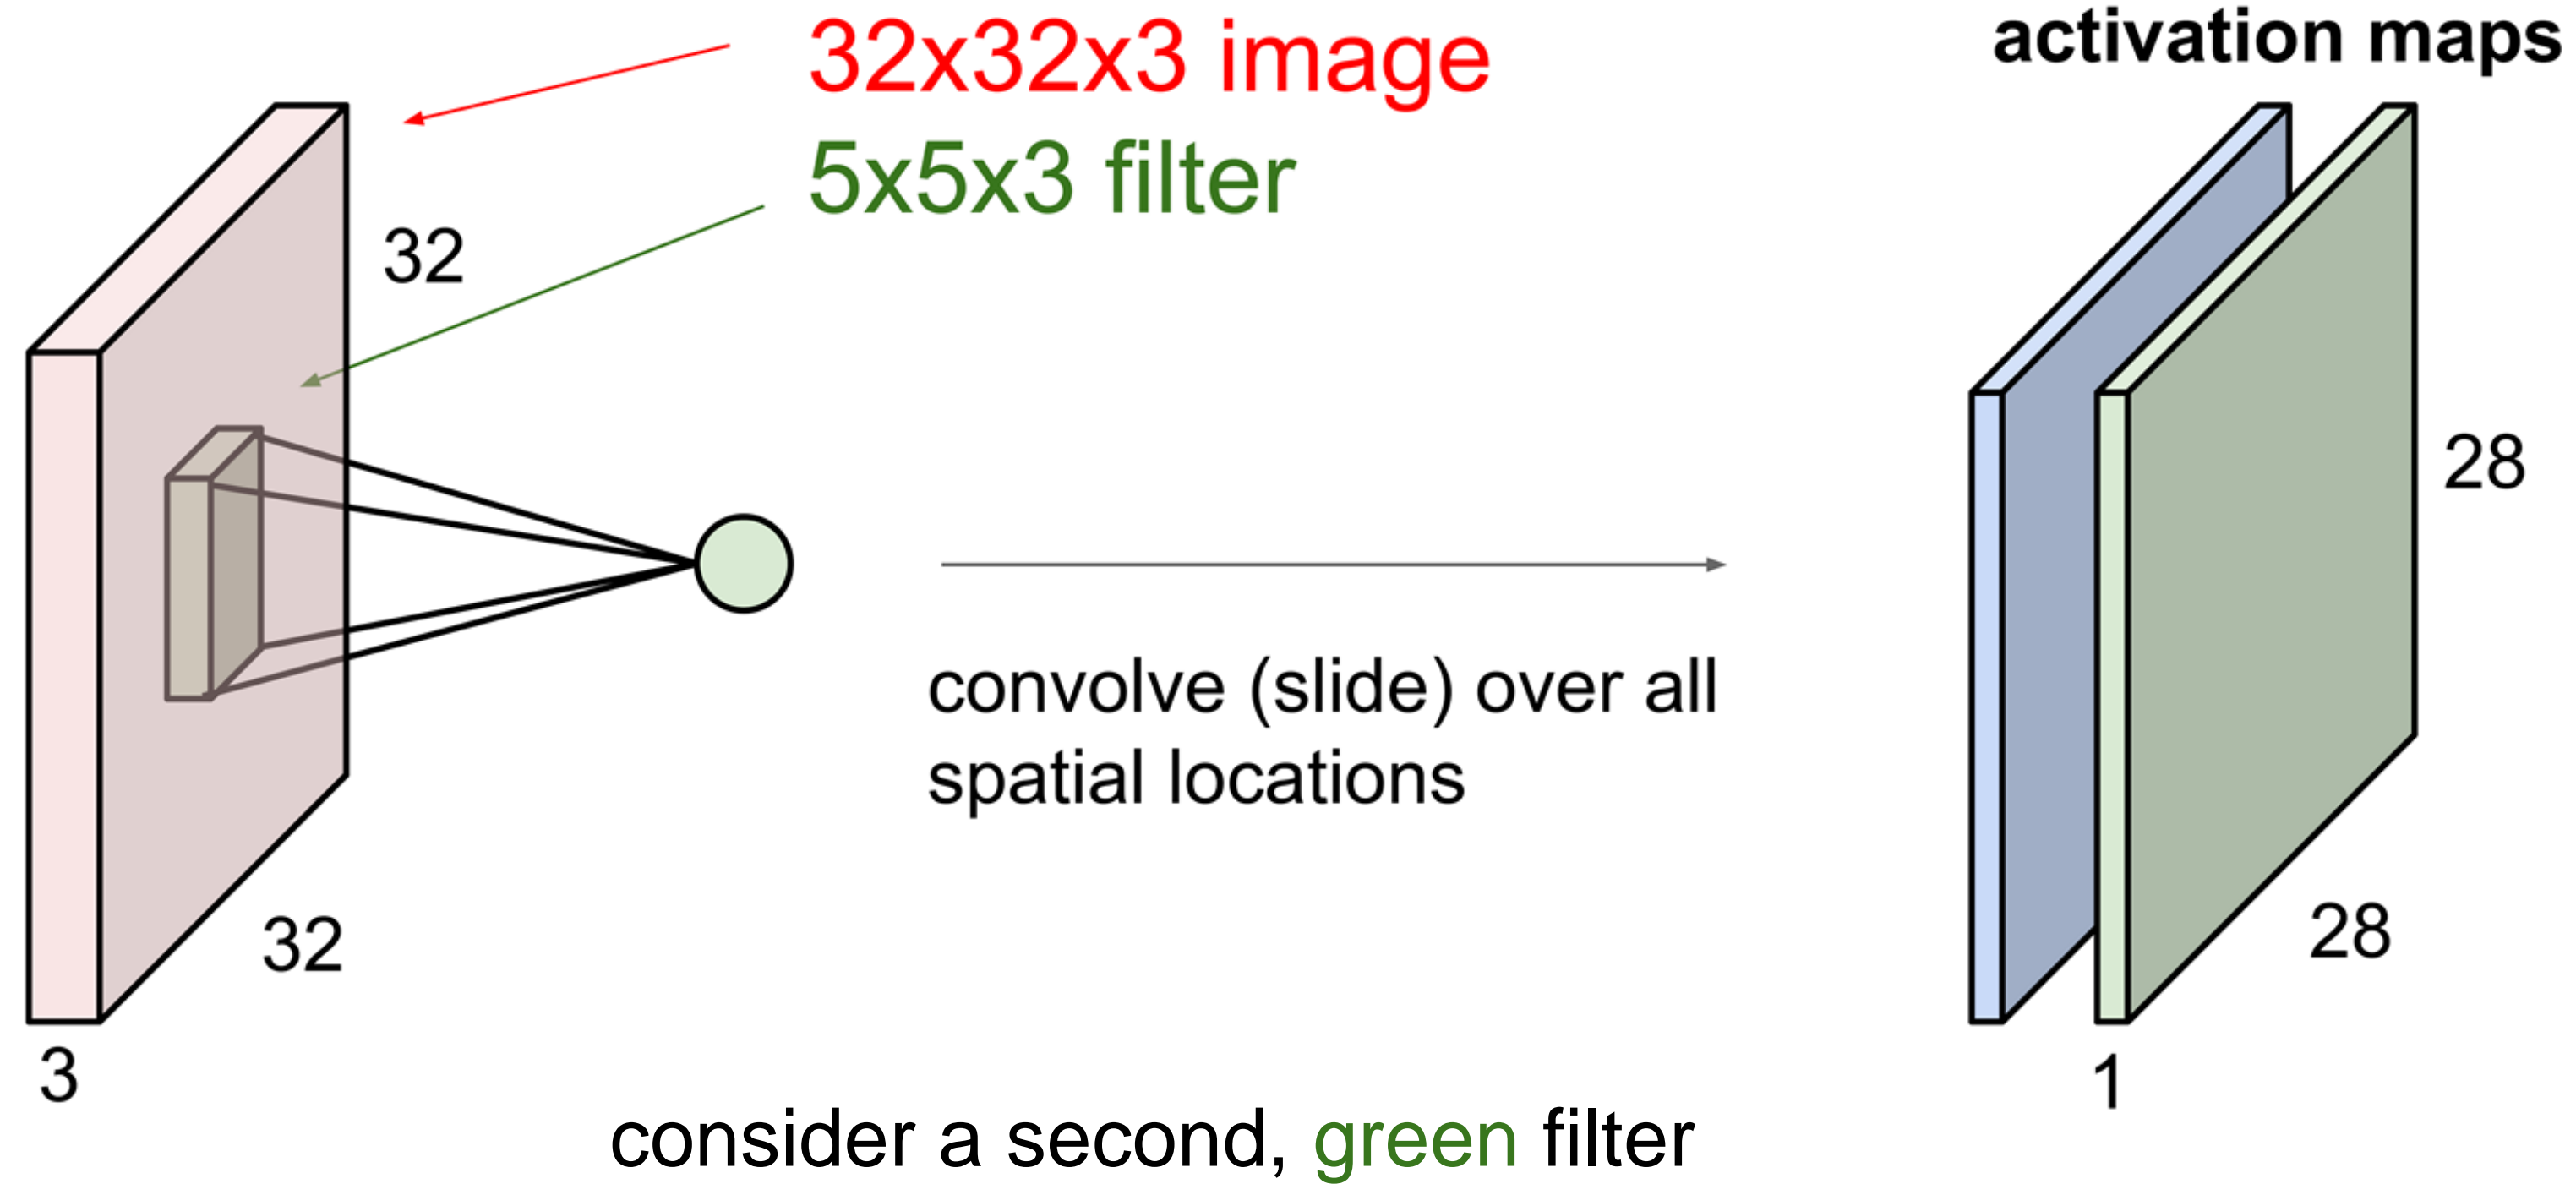 32x32x3 image
5x5x3 filter
activation maps
32
28
convolve (slide) over all
spatial locations
32
28
3
1
consider a second, green filter